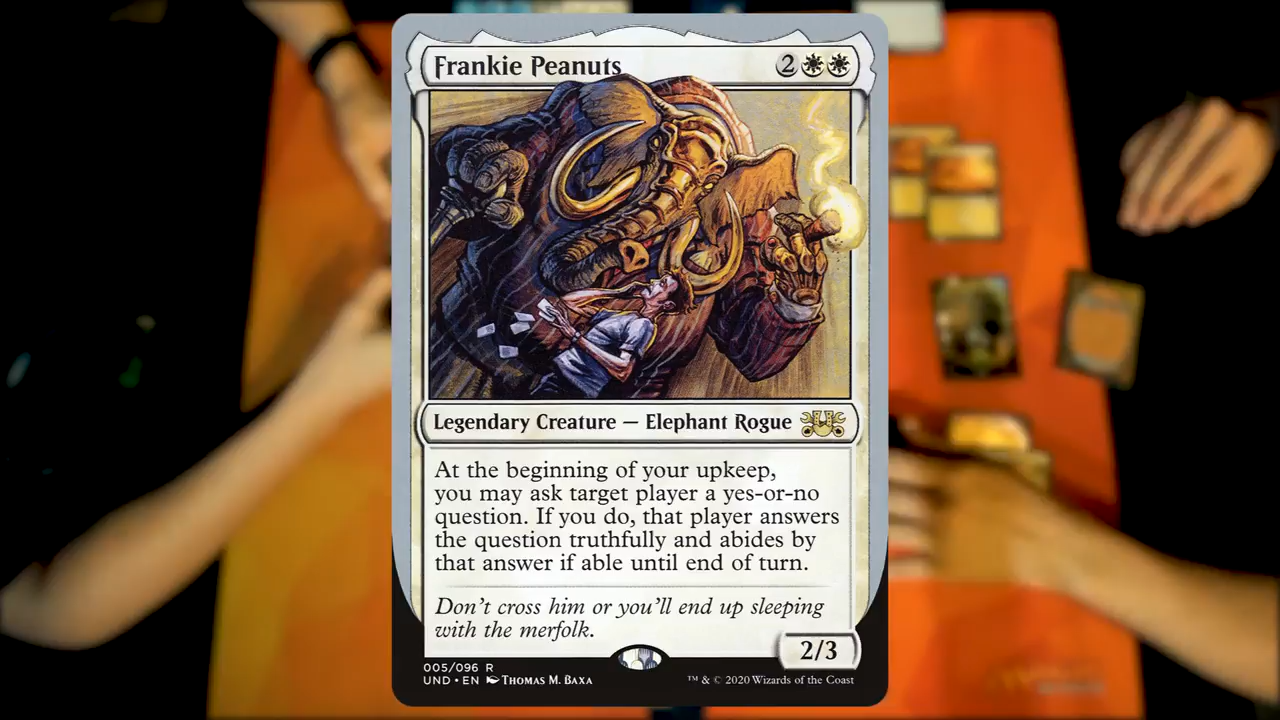 Frankie Peanuts 2
Legendary Creature — Elephant Rogue
At the beginning of your upkeep,
you may ask target player a yes-or-no
question. If you do, that player answers
the question truthfully and abides by
that answer if able until end of turn.
Don't cross him or you'll end up sleeping
with the merfolk.
2/3
005/096 R
UND • EN Thomas M. Baxa ™ & © 2020 Wizards of the Coast